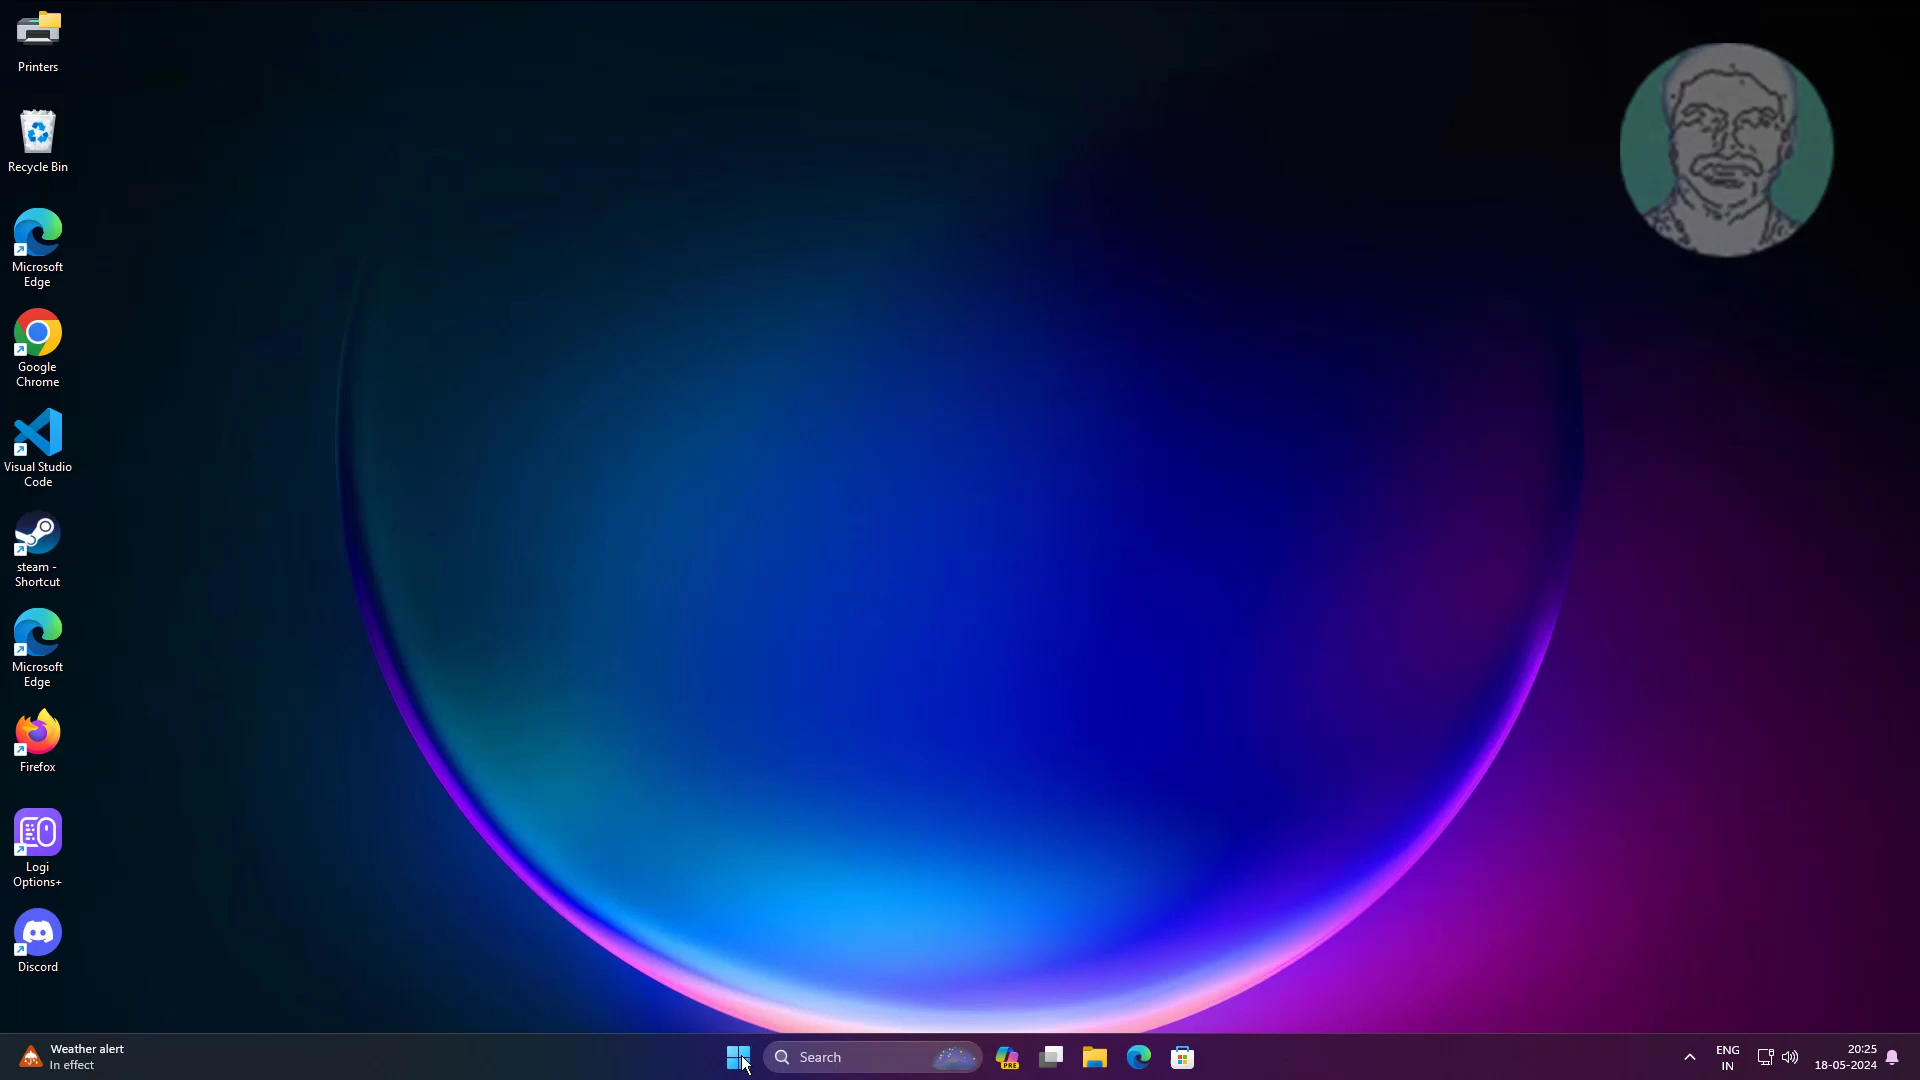 Printers
Recycle Bin
Microsoft
Edge
Google
Chrome
Visual Studio
Code
steam -
Shortcut
Microsoft
Edge
Firefox
Logi
Options+
Discord
Weather alert
In effect
Search
PRE
ENG
IN
20:25
18-05-2024